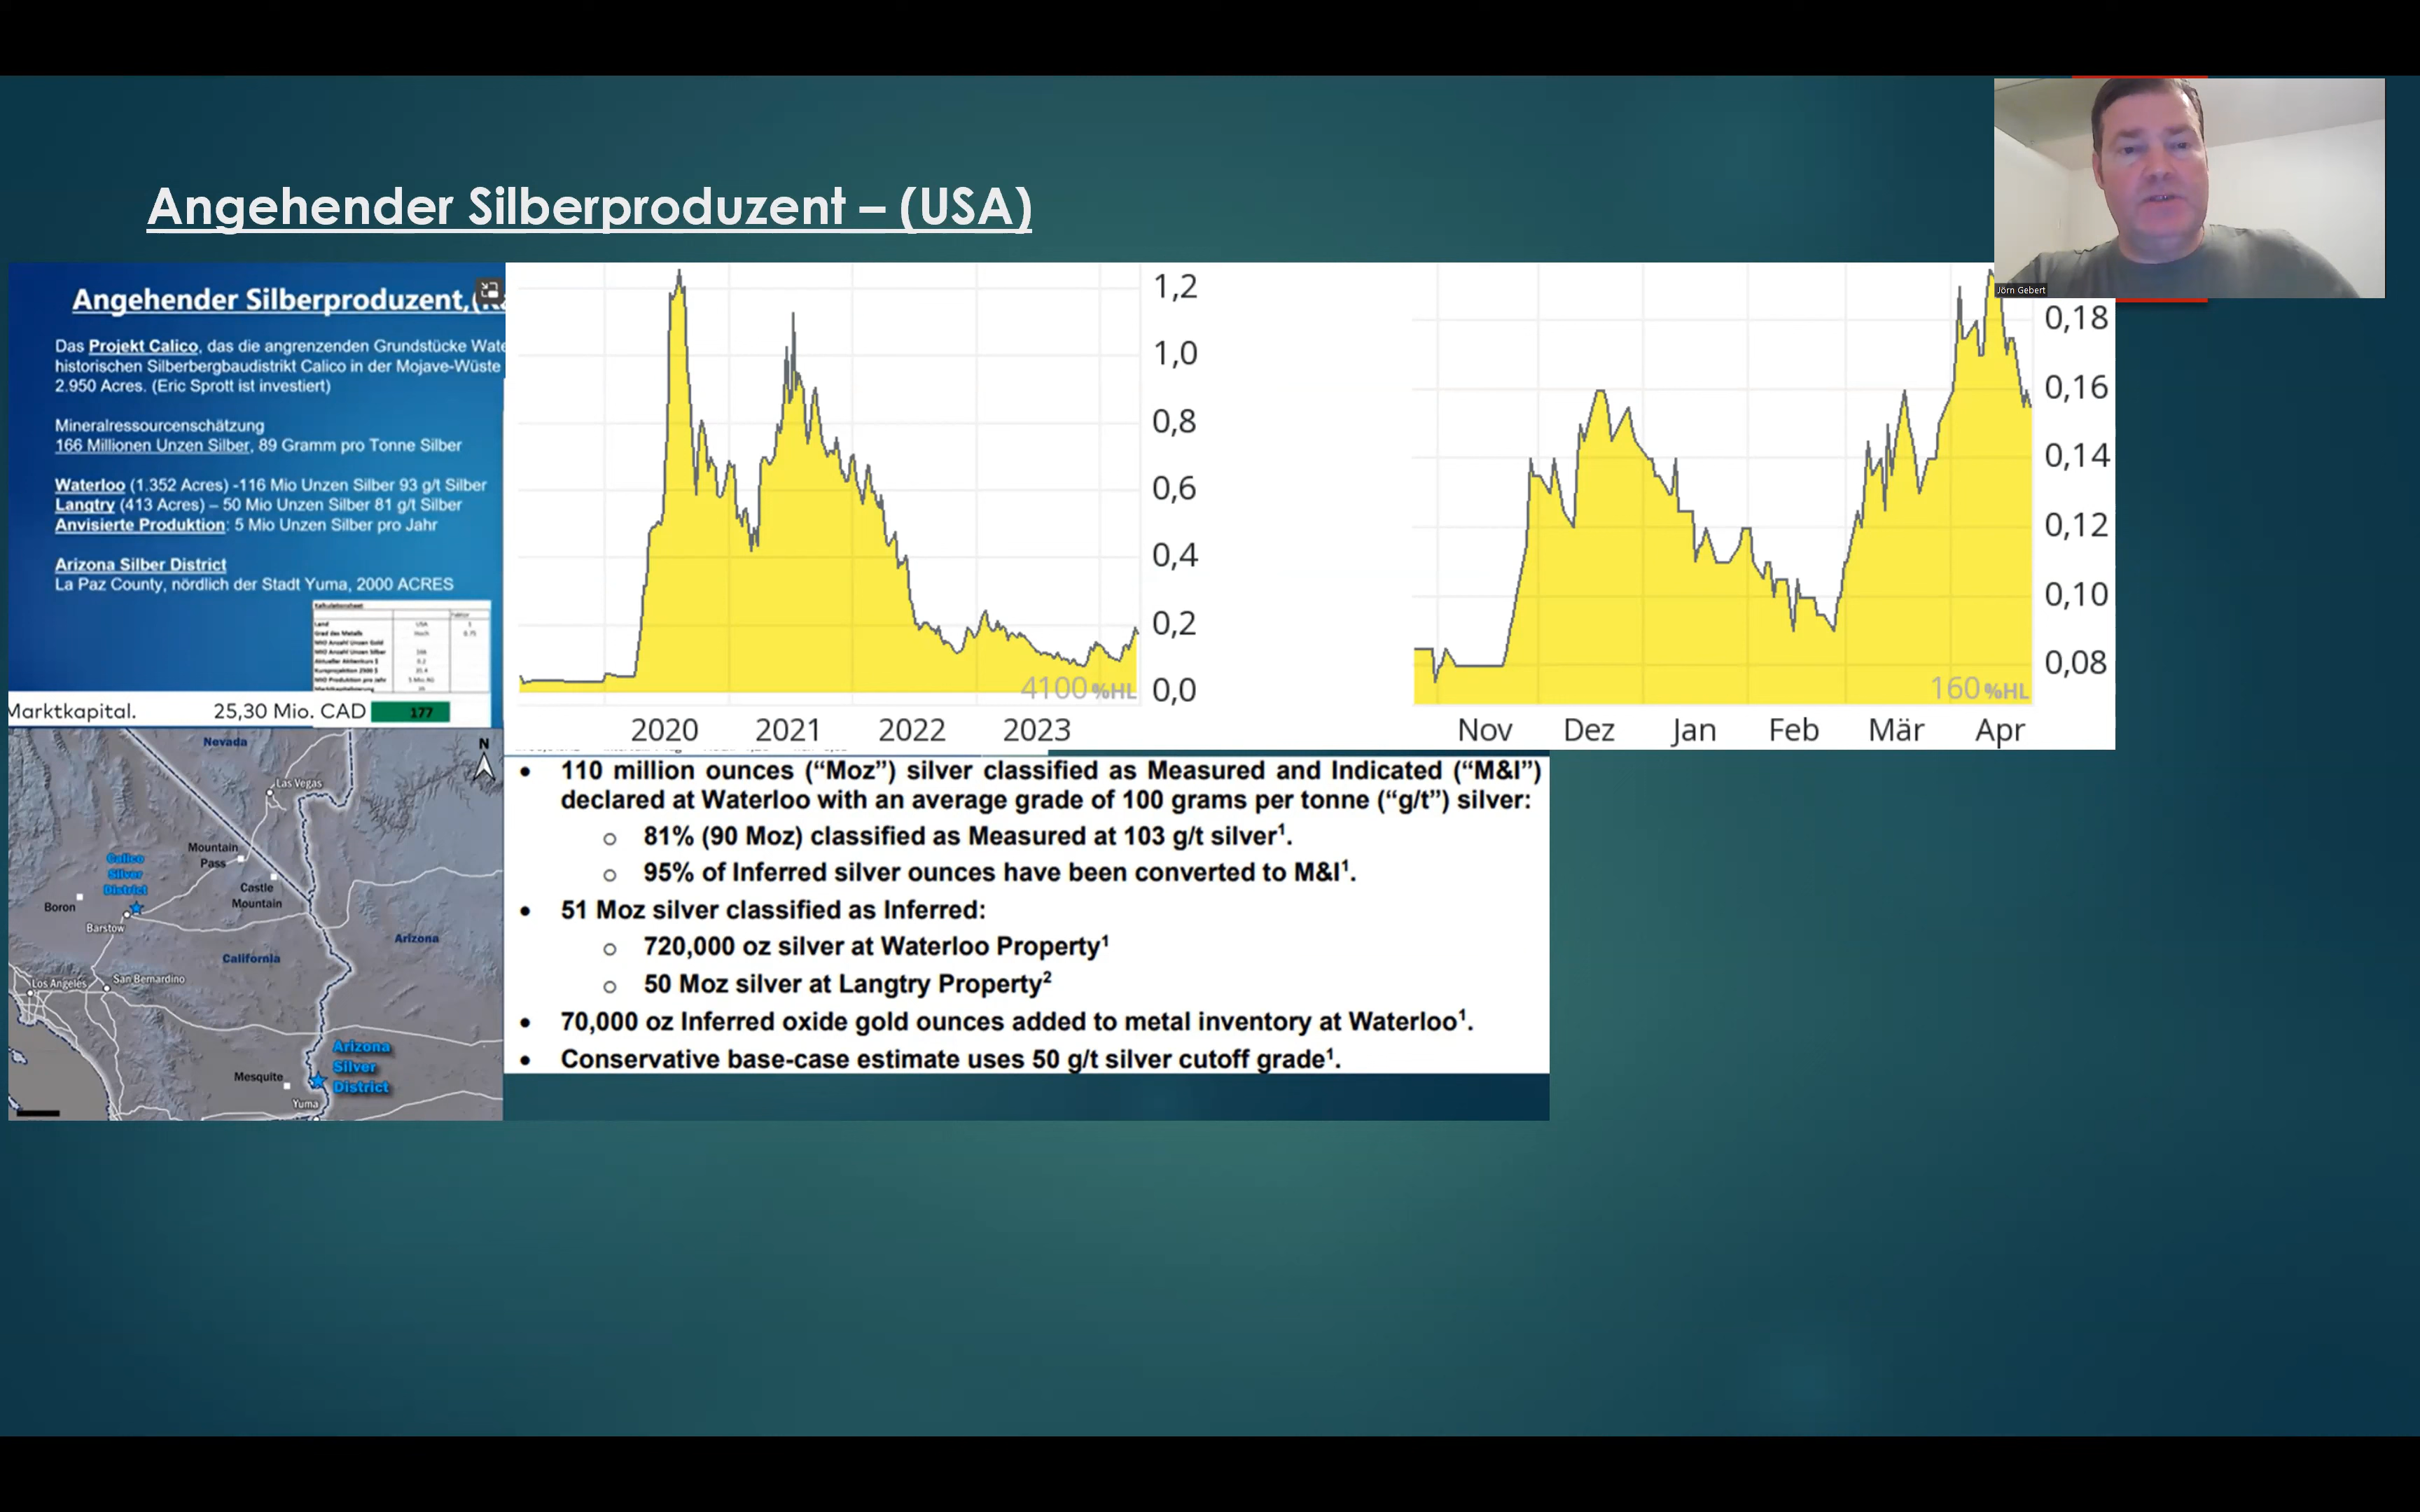 Angehender Silberproduzent – (USA)
Jörn Gebert
Angehender Silberproduzent,
Das Projekt Calico, das die angrenzenden Grundstücke
historischen Silberbergbaudistrikt Calico in der Mojave-Wüste
2.950 Acres. (Eric Sprott ist investiert)
Mineralressourcenschätzung
166 Millionen Unzen Silber, 89 Gramm pro Tonne Silber
Waterloo (1.352 Acres) -116 Mio Unzen Silber 93 g/t Silber
Langtry (413 Acres) – 50 Mio Unzen Silber 81 g/t Silber
Anvisierte Produktion: 5 Mio Unzen Silber pro Jahr
Arizona Silber District
La Paz County, nördlich der Stadt Yuma, 2000 ACRES
Marktkapital. 25,30 Mio. CAD 177
1,2
1,0
0,8
0,6
0,4
0,2
0,0
4100 %HL
2020 2021 2022 2023
0,18
0,16
0,14
0,12
0,10
0,08
160 %HL
Nov Dez Jan Feb Mär Apr
Nevada
N
Las Vegas
Mountain
Pass
Calico
Silver
District
Castle
Mountain
Boron
Barstow
Arizona
California
San Bernardino
Los Angeles
Arizona
Silver
District
Mesquite
Yuma
• 110 million ounces (“Moz”) silver classified as Measured and Indicated (“M&I”)
declared at Waterloo with an average grade of 100 grams per tonne (“g/t”) silver:
o 81% (90 Moz) classified as Measured at 103 g/t silver¹.
o 95% of Inferred silver ounces have been converted to M&I¹.
• 51 Moz silver classified as Inferred:
o 720,000 oz silver at Waterloo Property¹
o 50 Moz silver at Langtry Property²
• 70,000 oz Inferred oxide gold ounces added to metal inventory at Waterloo¹.
• Conservative base-case estimate uses 50 g/t silver cutoff grade¹.